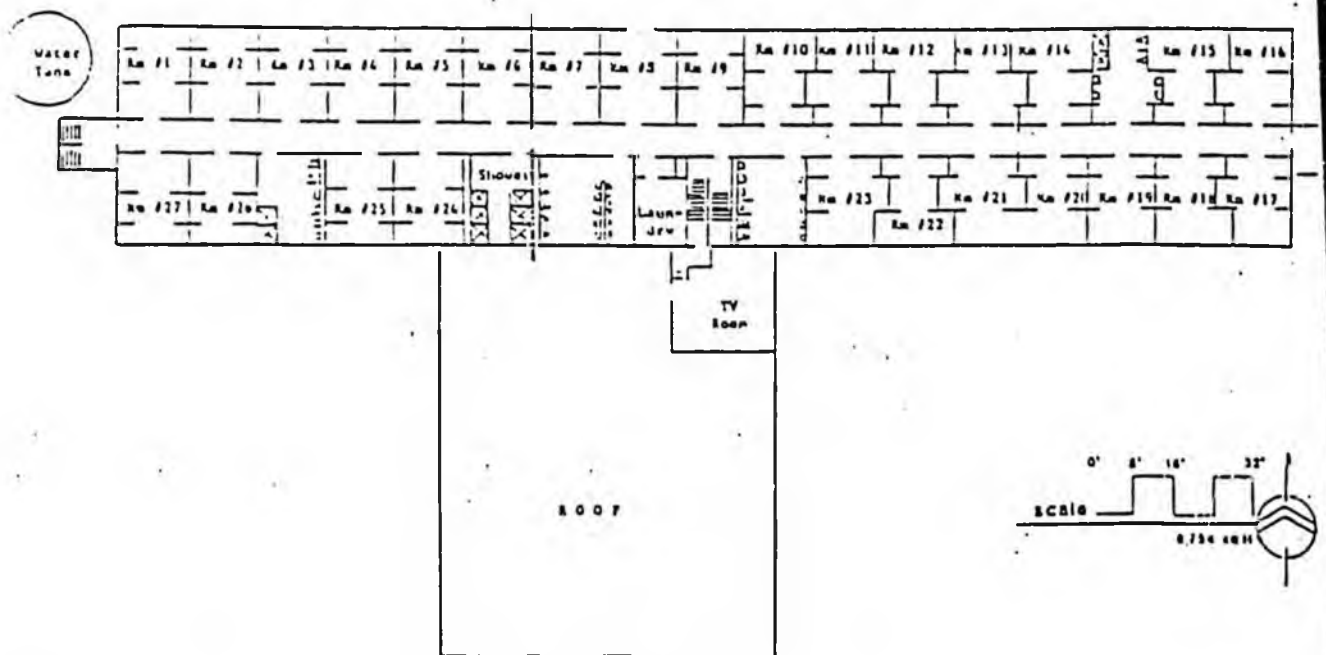 Water
Tank
Rm #1 Rm #2 Rm #3 Rm #4 Rm #5 Rm #6 Rm #7 Rm #8 Rm #9 Rm #10 Rm #11 Rm #12 Rm #13 Rm #14 Rm #15 Rm #16
Rm #27 Rm #26 Rm #25 Rm #24 Shower Laun-
dry Rm #23 Rm #22 Rm #21 Rm #20 Rm #19 Rm #18 Rm #17
TV
Room
ROOF
0' 8' 16' 32'
scale